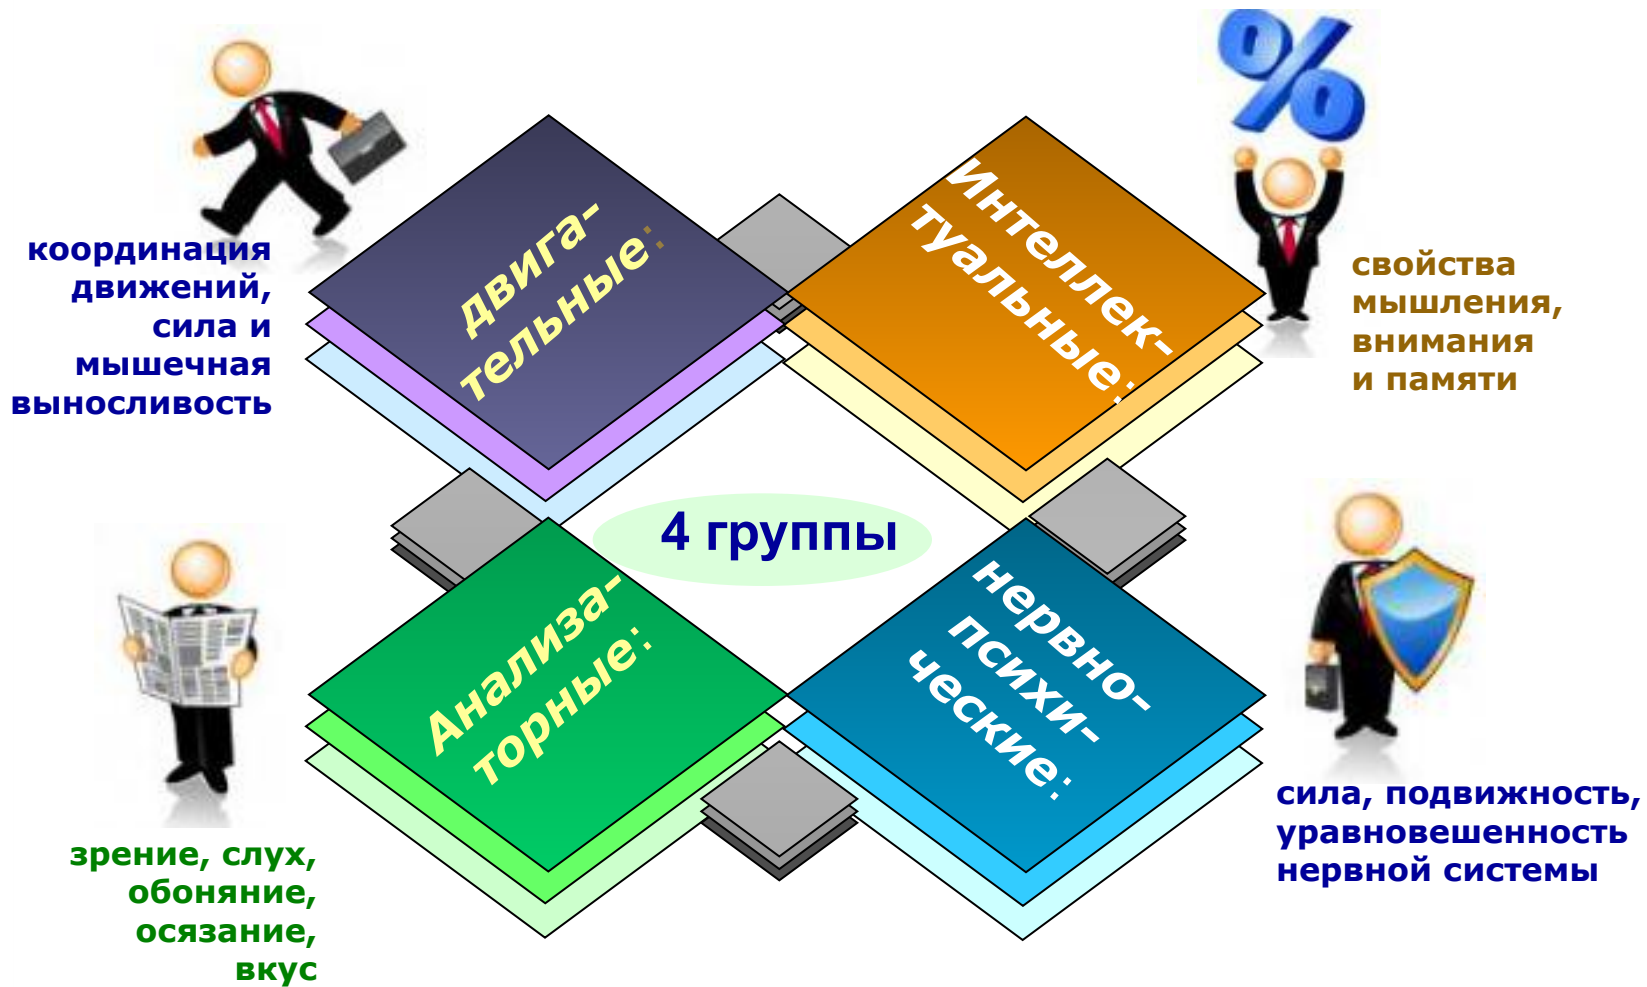 двига-
тельные:
координация
движений,
сила и
мышечная
выносливость
Интеллек-
туальные:
свойства
мышления,
внимания
и памяти
4 группы
Анализа-
торные:
зрение, слух,
обоняние,
осязание,
вкус
нервно-
психи-
ческие:
сила, подвижность,
уравновешенность
нервной системы